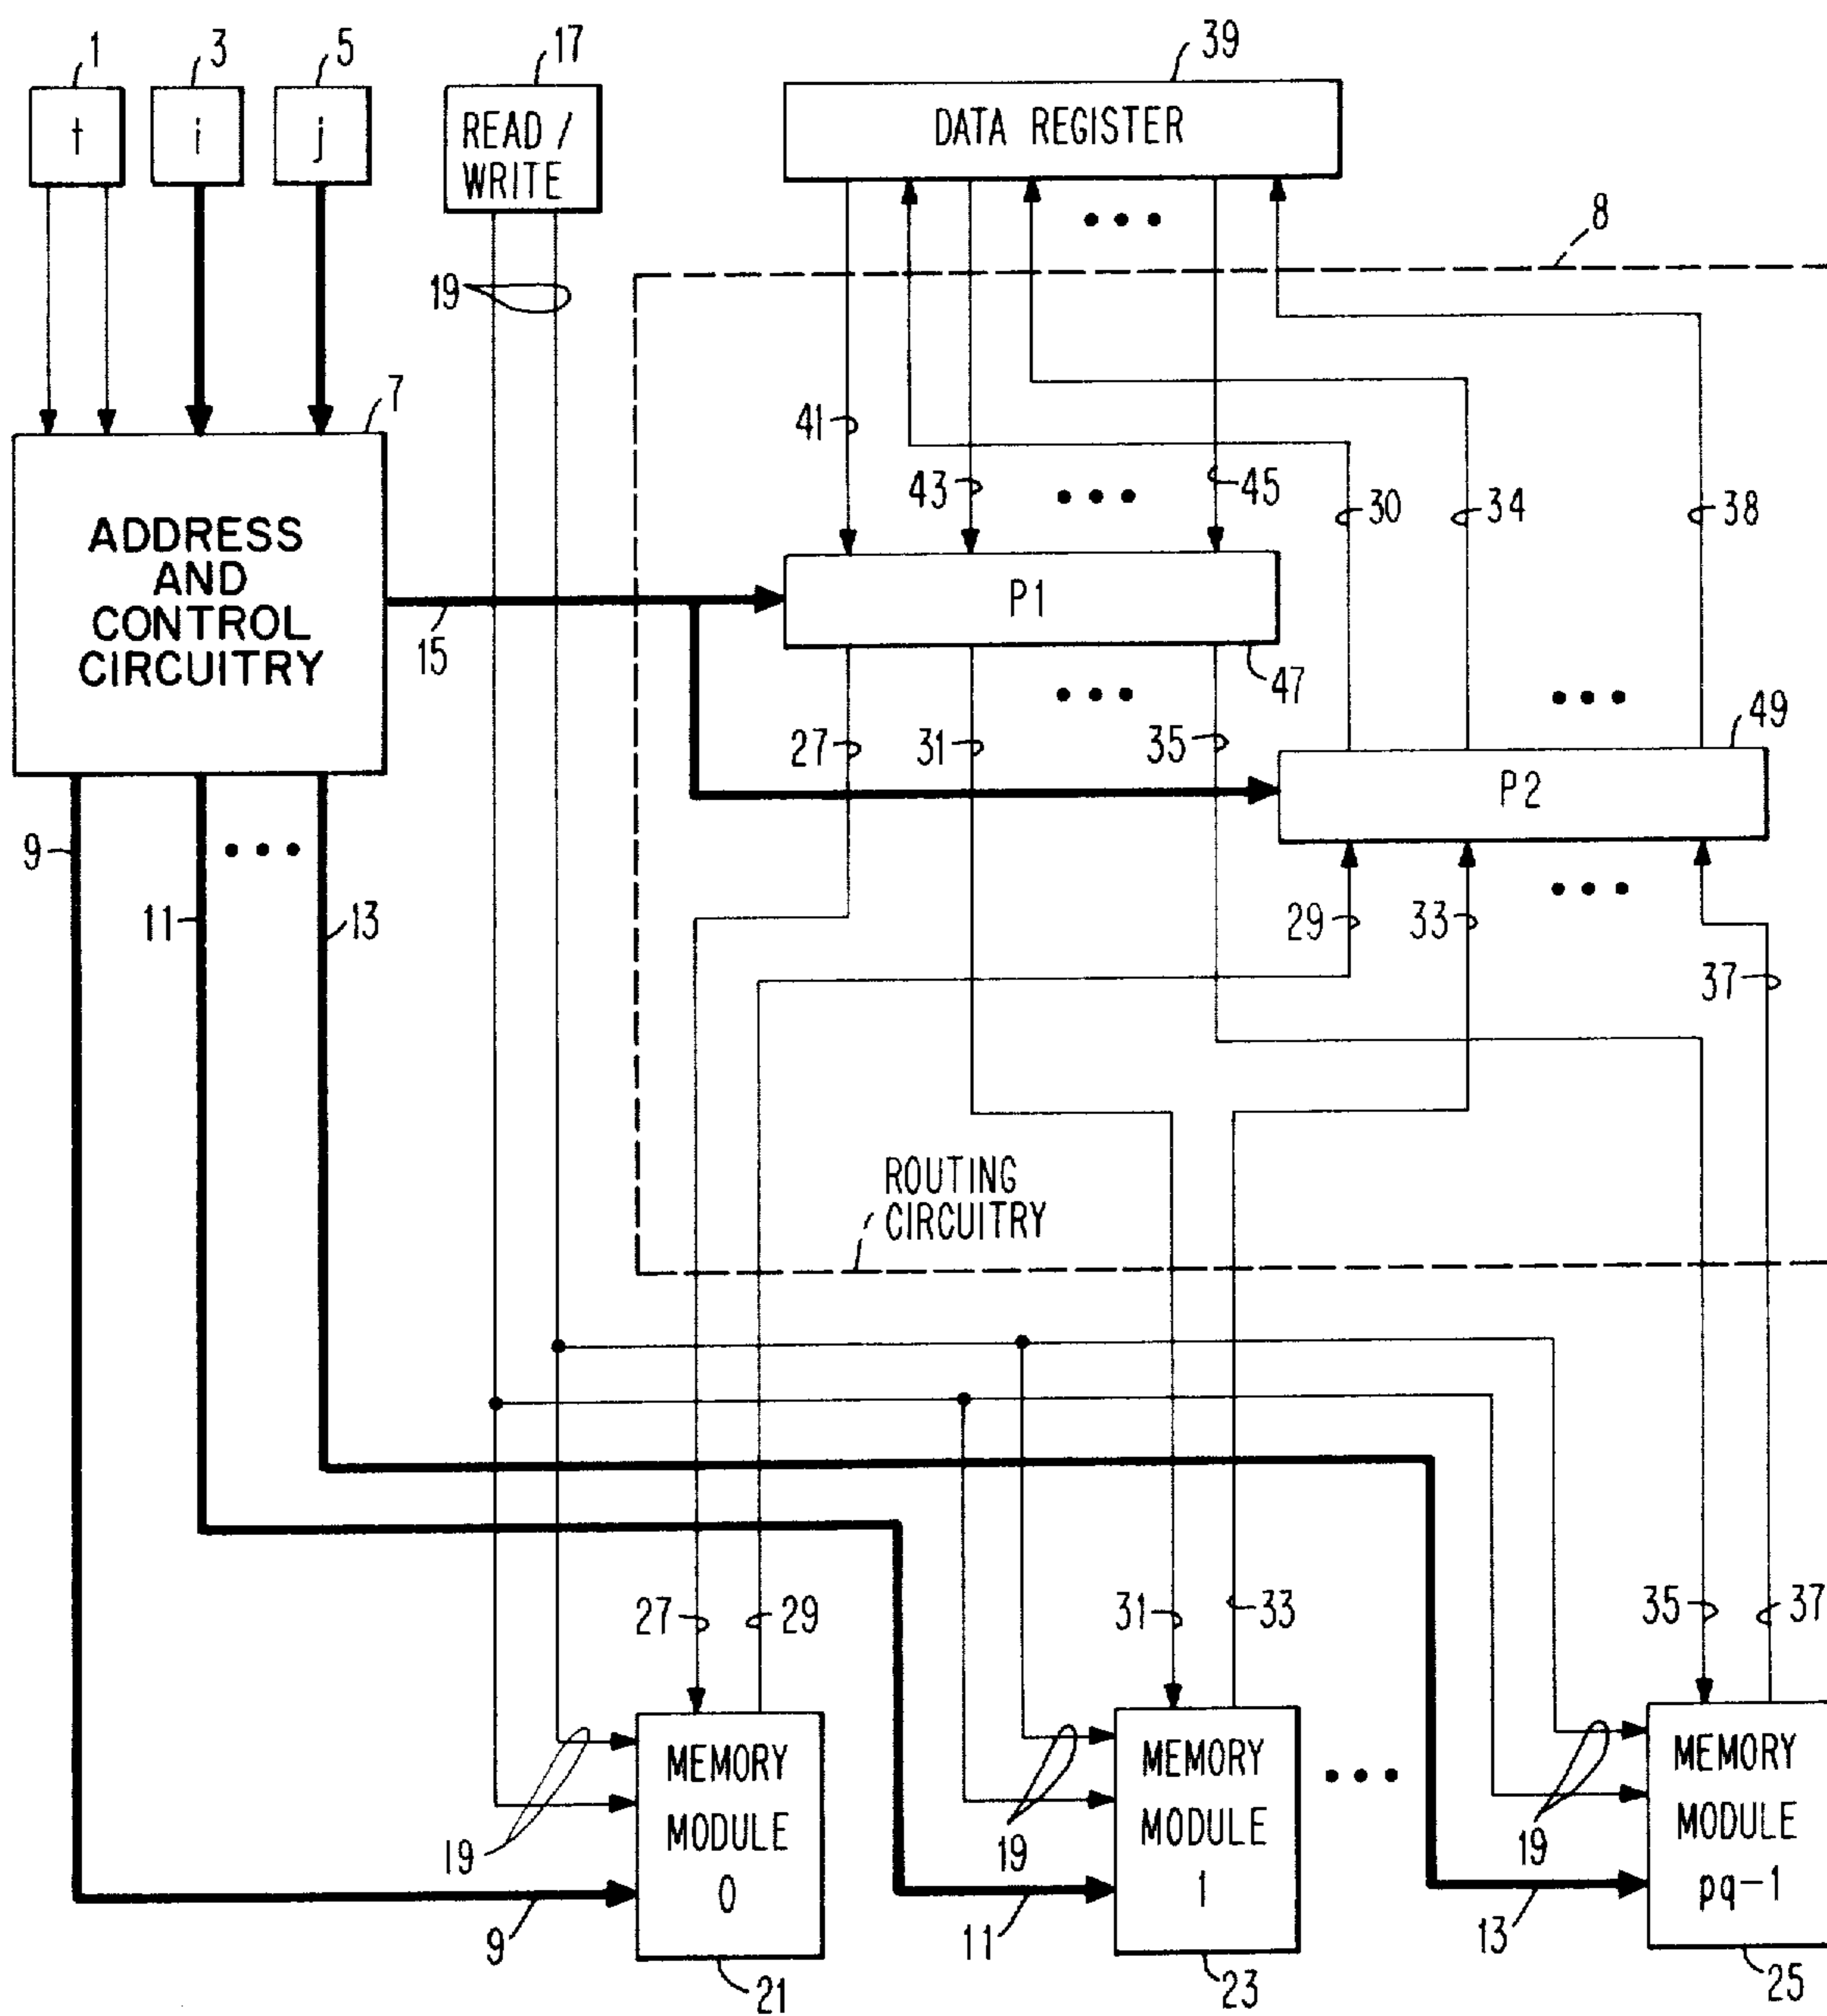 1
3
5
17
39
t
i
j
READ /
WRITE
DATA REGISTER
8
19
7
41
43
45
30
34
38
ADDRESS
AND
CONTROL
CIRCUITRY
15
P1
47
27
31
35
49
P2
9
11
13
29
33
37
ROUTING
CIRCUITRY
27
29
31
33
35
37
MEMORY
MODULE
0
MEMORY
MODULE
1
MEMORY
MODULE
pq-1
19
19
19
9
11
13
21
23
25